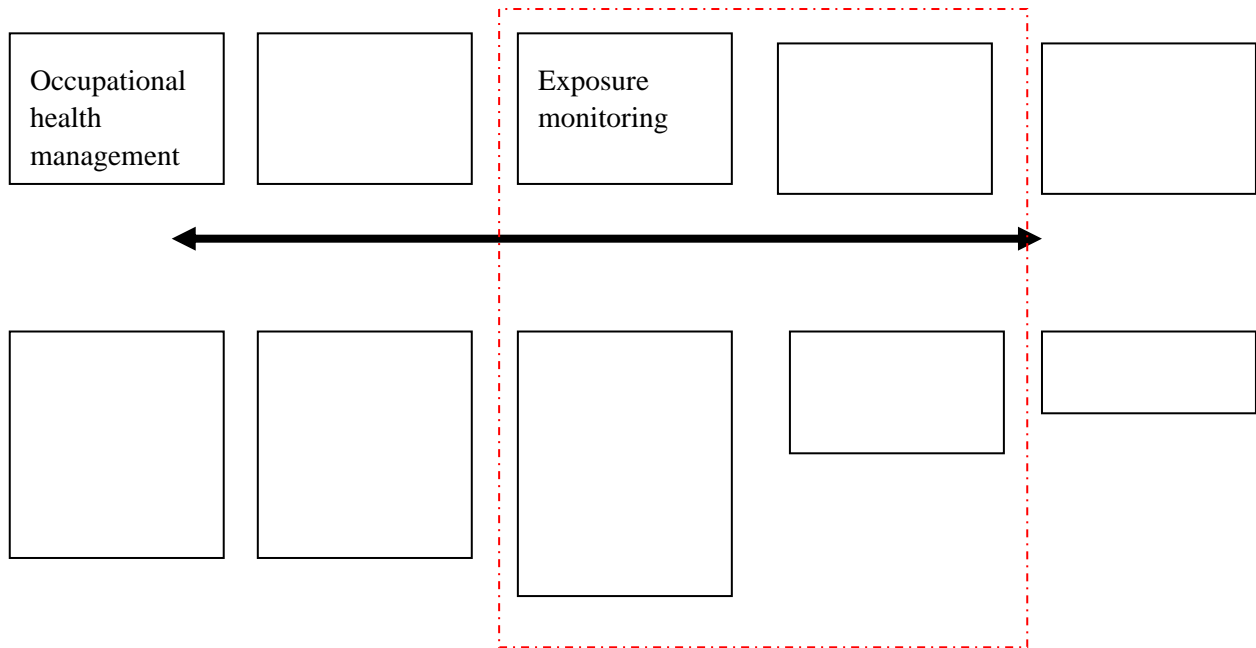 Occupational
health
management
Exposure
monitoring